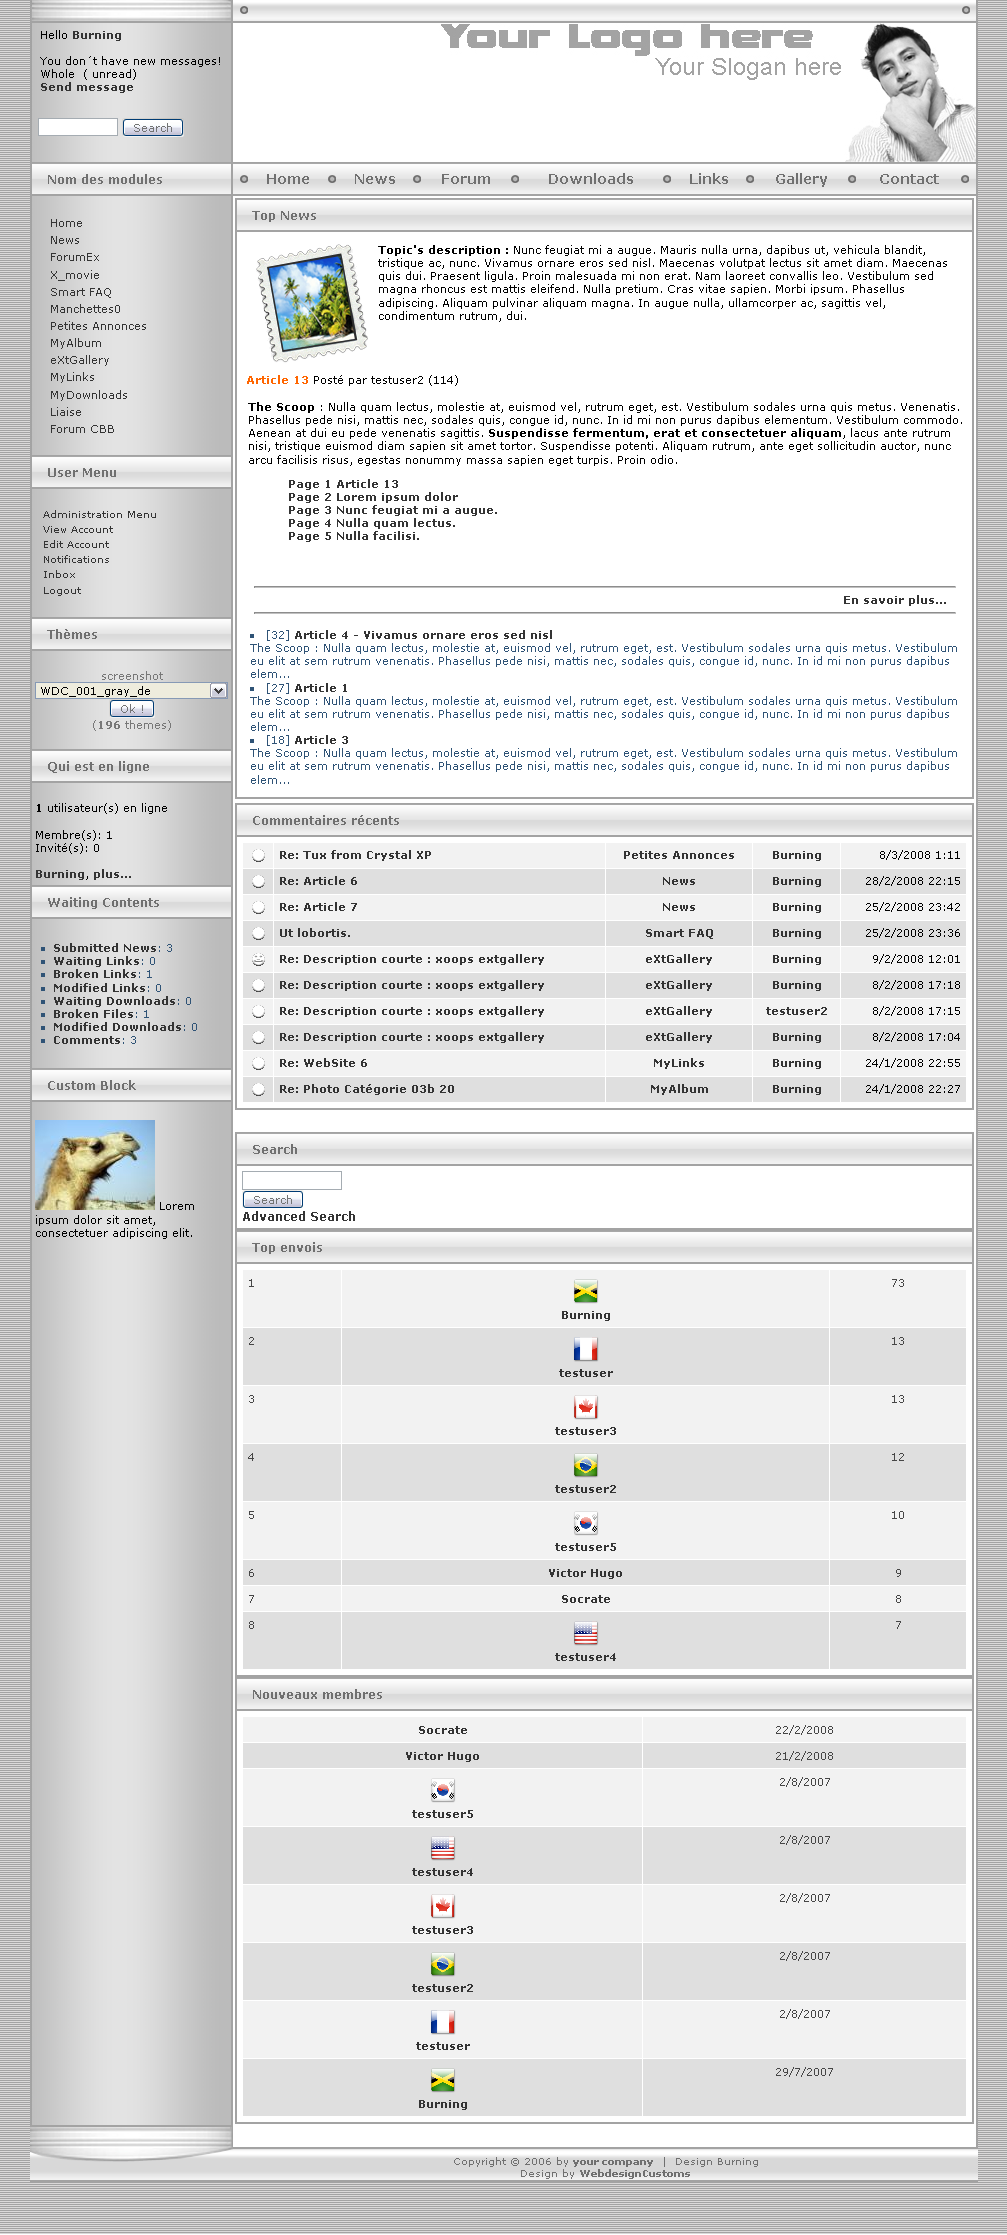 Hello Burning
You don´t have new messages!
Whole ( unread)
Send message
Search
Your Logo here
Your Slogan here
Nom des modules
Home News Forum Downloads Links Gallery Contact
Home
News
ForumEx
X_movie
Smart FAQ
Manchettes0
Petites Annonces
MyAlbum
eXtGallery
MyLinks
MyDownloads
Liaise
Forum CBB
User Menu
Administration Menu
View Account
Edit Account
Notifications
Inbox
Logout
Thèmes
screenshot
WDC_001_gray_de
Ok !
(196 themes)
Qui est en ligne
1 utilisateur(s) en ligne
Membre(s): 1
Invité(s): 0
Burning, plus...
Waiting Contents
Submitted News: 3
Waiting Links: 0
Broken Links: 1
Modified Links: 0
Waiting Downloads: 0
Broken Files: 1
Modified Downloads: 0
Comments: 3
Custom Block
Lorem
ipsum dolor sit amet,
consectetuer adipiscing elit.
Top News
Topic's description : Nunc feugiat mi a augue. Mauris nulla urna, dapibus ut, vehicula blandit,
tristique ac, nunc. Vivamus ornare eros sed nisl. Maecenas volutpat lectus sit amet diam. Maecenas
quis dui. Praesent ligula. Proin malesuada mi non erat. Nam laoreet convallis leo. Vestibulum sed
magna rhoncus est mattis eleifend. Nulla pretium. Cras vitae sapien. Morbi ipsum. Phasellus
adipiscing. Aliquam pulvinar aliquam magna. In augue nulla, ullamcorper ac, sagittis vel,
condimentum rutrum, dui.
Article 13 Posté par testuser2 (114)
The Scoop : Nulla quam lectus, molestie at, euismod vel, rutrum eget, est. Vestibulum sodales urna quis metus. Venenatis.
Phasellus pede nisi, mattis nec, sodales quis, congue id, nunc. In id mi non purus dapibus elementum. Vestibulum commodo.
Aenean at dui eu pede venenatis sagittis. Suspendisse fermentum, erat et consectetuer aliquam, lacus ante rutrum
nisi, tristique euismod diam sapien sit amet tortor. Suspendisse potenti. Aliquam rutrum, ante eget sollicitudin auctor, nunc
arcu facilisis risus, egestas nonummy massa sapien eget turpis. Proin odio.
Page 1 Article 13
Page 2 Lorem ipsum dolor
Page 3 Nunc feugiat mi a augue.
Page 4 Nulla quam lectus.
Page 5 Nulla facilisi.
En savoir plus...
[32] Article 4 - Vivamus ornare eros sed nisl
The Scoop : Nulla quam lectus, molestie at, euismod vel, rutrum eget, est. Vestibulum sodales urna quis metus. Vestibulum
eu elit at sem rutrum venenatis. Phasellus pede nisi, mattis nec, sodales quis, congue id, nunc. In id mi non purus dapibus
elem...
[27] Article 1
The Scoop : Nulla quam lectus, molestie at, euismod vel, rutrum eget, est. Vestibulum sodales urna quis metus. Vestibulum
eu elit at sem rutrum venenatis. Phasellus pede nisi, mattis nec, sodales quis, congue id, nunc. In id mi non purus dapibus
elem...
[18] Article 3
The Scoop : Nulla quam lectus, molestie at, euismod vel, rutrum eget, est. Vestibulum sodales urna quis metus. Vestibulum
eu elit at sem rutrum venenatis. Phasellus pede nisi, mattis nec, sodales quis, congue id, nunc. In id mi non purus dapibus
elem...
Commentaires récents
Re: Tux from Crystal XP Petites Annonces Burning 8/3/2008 1:11
Re: Article 6 News Burning 28/2/2008 22:15
Re: Article 7 News Burning 25/2/2008 23:42
Ut lobortis. Smart FAQ Burning 25/2/2008 23:36
Re: Description courte : xoops extgallery eXtGallery Burning 9/2/2008 12:01
Re: Description courte : xoops extgallery eXtGallery Burning 8/2/2008 17:18
Re: Description courte : xoops extgallery eXtGallery testuser2 8/2/2008 17:15
Re: Description courte : xoops extgallery eXtGallery Burning 8/2/2008 17:04
Re: WebSite 6 MyLinks Burning 24/1/2008 22:55
Re: Photo Catégorie 03b 20 MyAlbum Burning 24/1/2008 22:27
Search
Search
Advanced Search
Top envois
1 73
Burning
2 13
testuser
3 13
testuser3
4 12
testuser2
5 10
testuser5
6 Victor Hugo 9
7 Socrate 8
8 7
testuser4
Nouveaux membres
Socrate 22/2/2008
Victor Hugo 21/2/2008
2/8/2007
testuser5
2/8/2007
testuser4
2/8/2007
testuser3
2/8/2007
testuser2
2/8/2007
testuser
29/7/2007
Burning
Copyright © 2006 by your company | Design Burning
Design by WebdesignCustoms